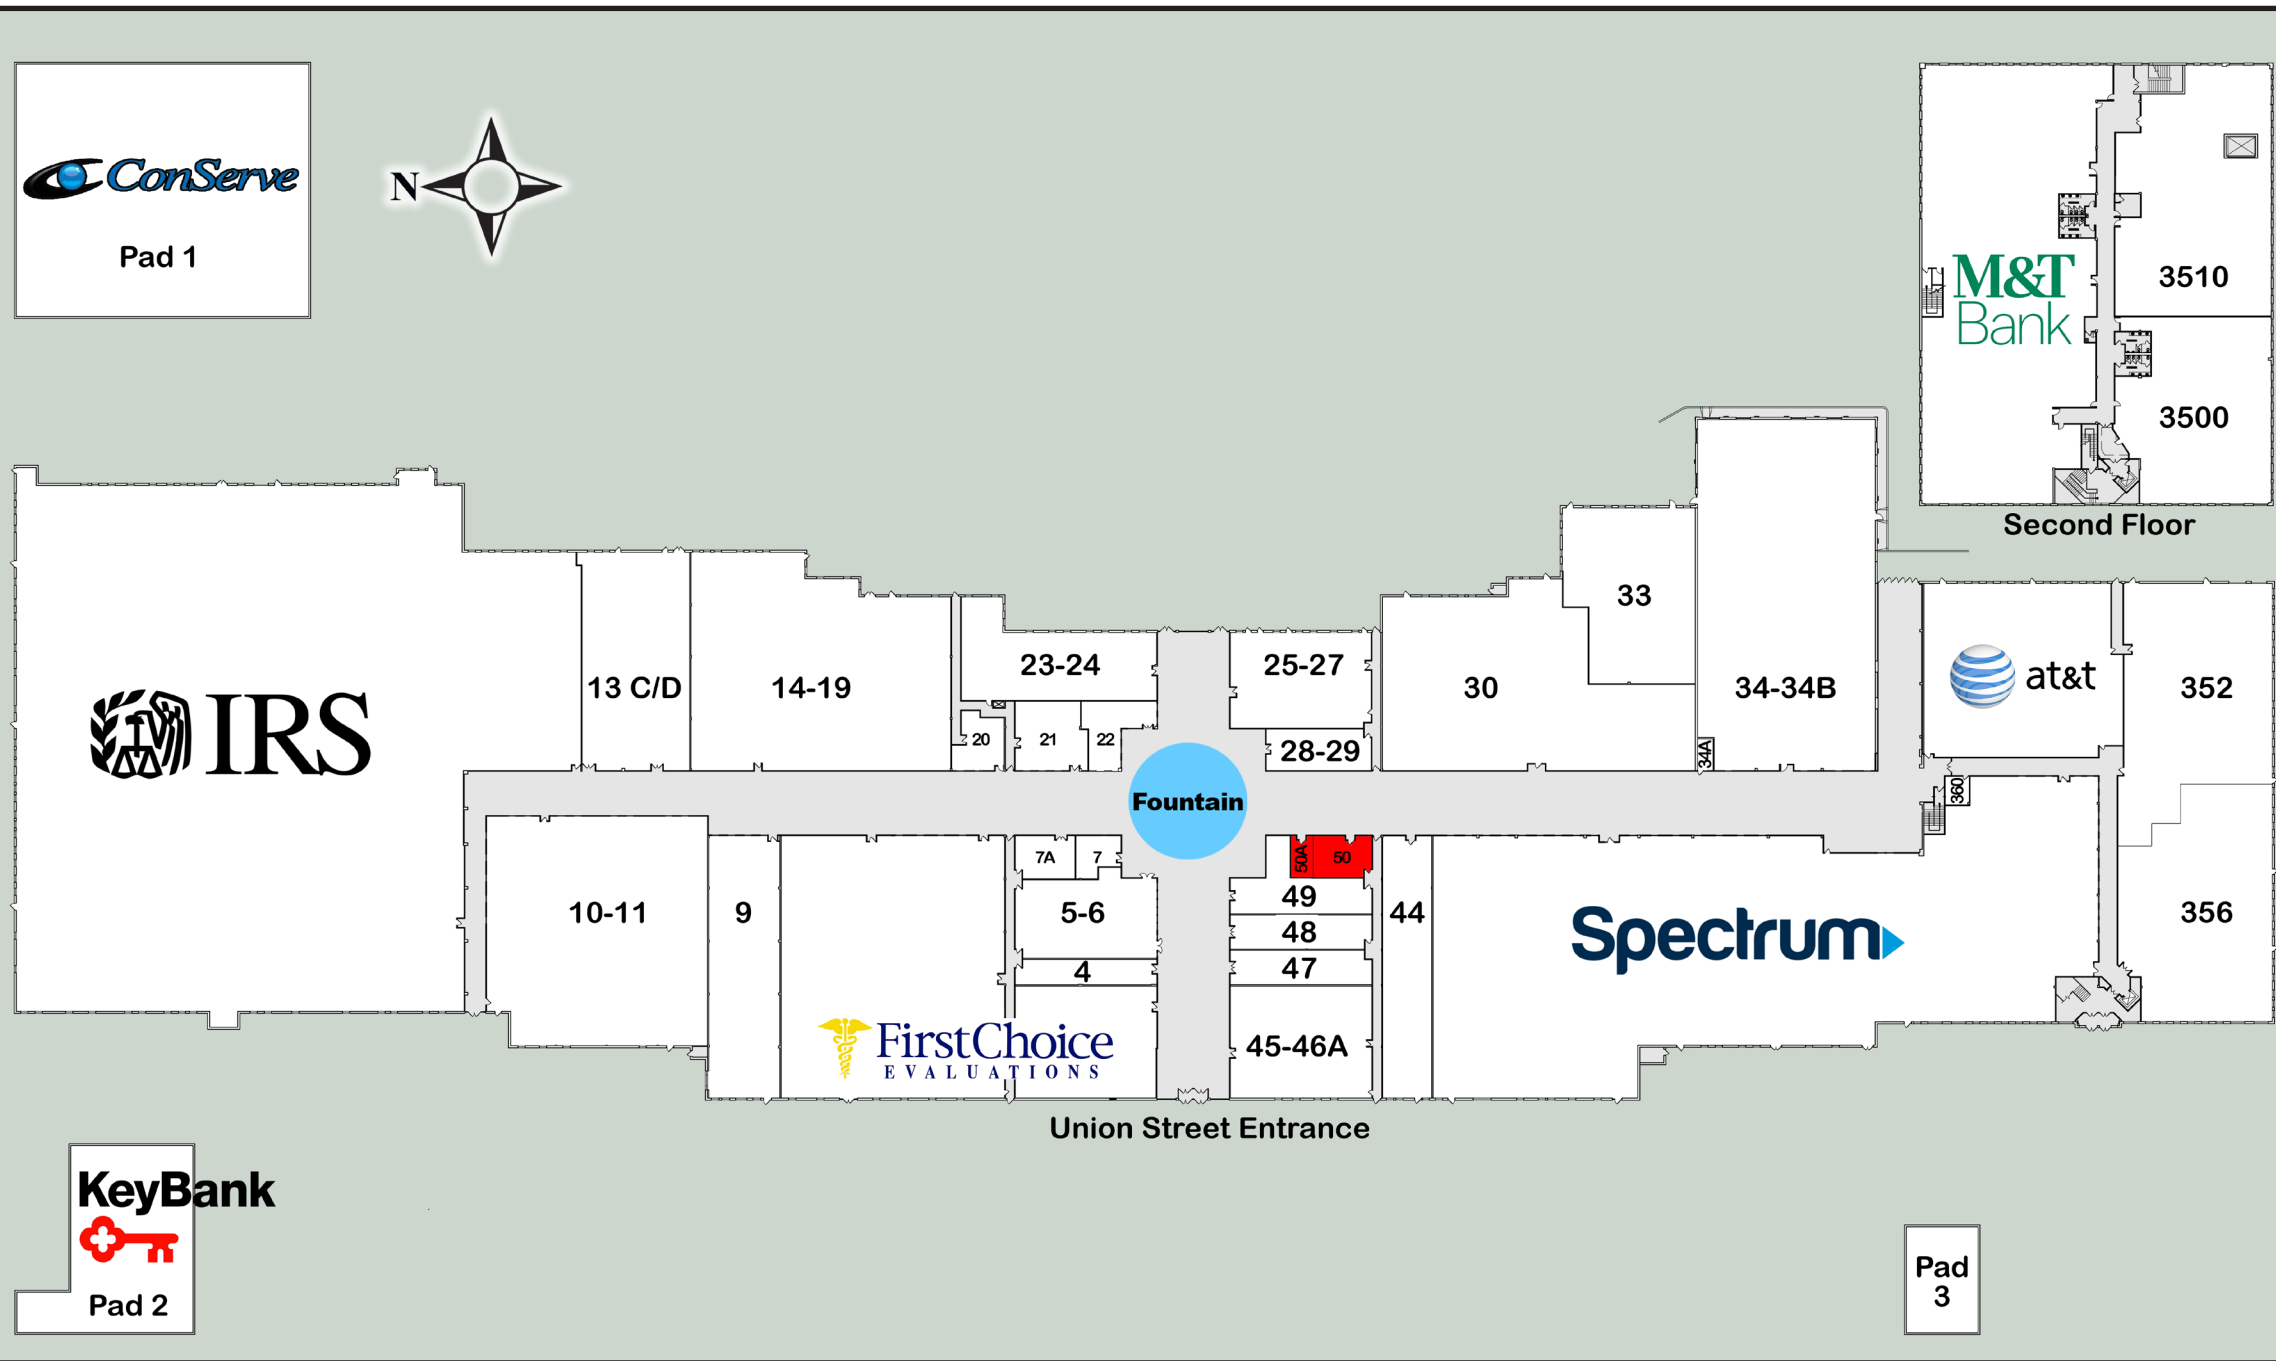 ConServe
Pad 1
N
M&T
Bank
3510
3500
Second Floor
IRS
13 C/D
14-19
23-24
20
21
22
25-27
28-29
30
33
34-34B
34A
at&t
352
360
356
Fountain
10-11
9
7A
7
5-6
4
FirstChoice
EVALUATIONS
50A
50
49
48
47
45-46A
44
Spectrum
Union Street Entrance
KeyBank
Pad 2
Pad
3